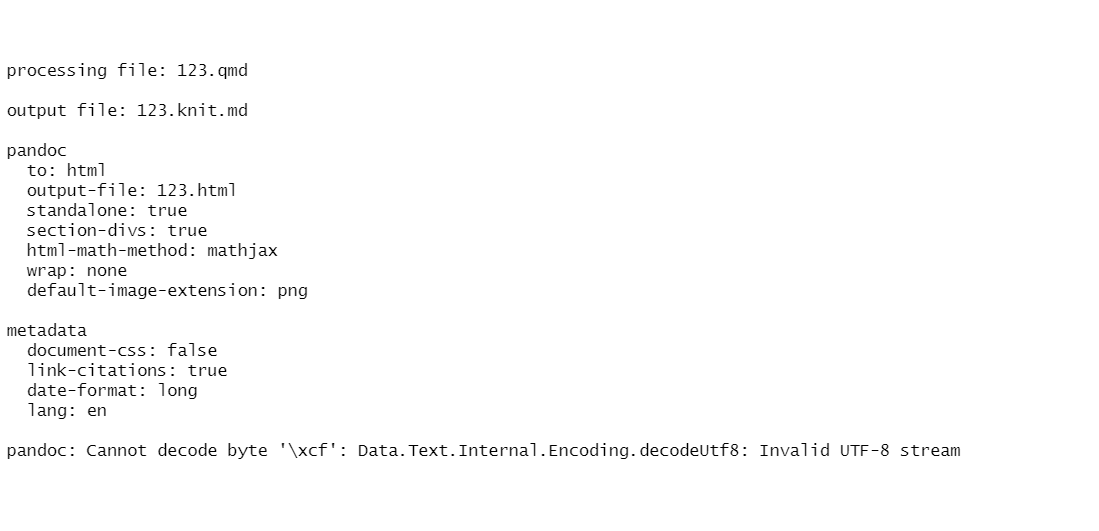 processing file: 123.qmd
output file: 123.knit.md
pandoc
to: html
output-file: 123.html
standalone: true
section-divs: true
html-math-method: mathjax
wrap: none
default-image-extension: png
metadata
document-css: false
link-citations: true
date-format: long
lang: en
pandoc: Cannot decode byte '\xcf': Data.Text.Internal.Encoding.decodeUtf8: Invalid UTF-8 stream